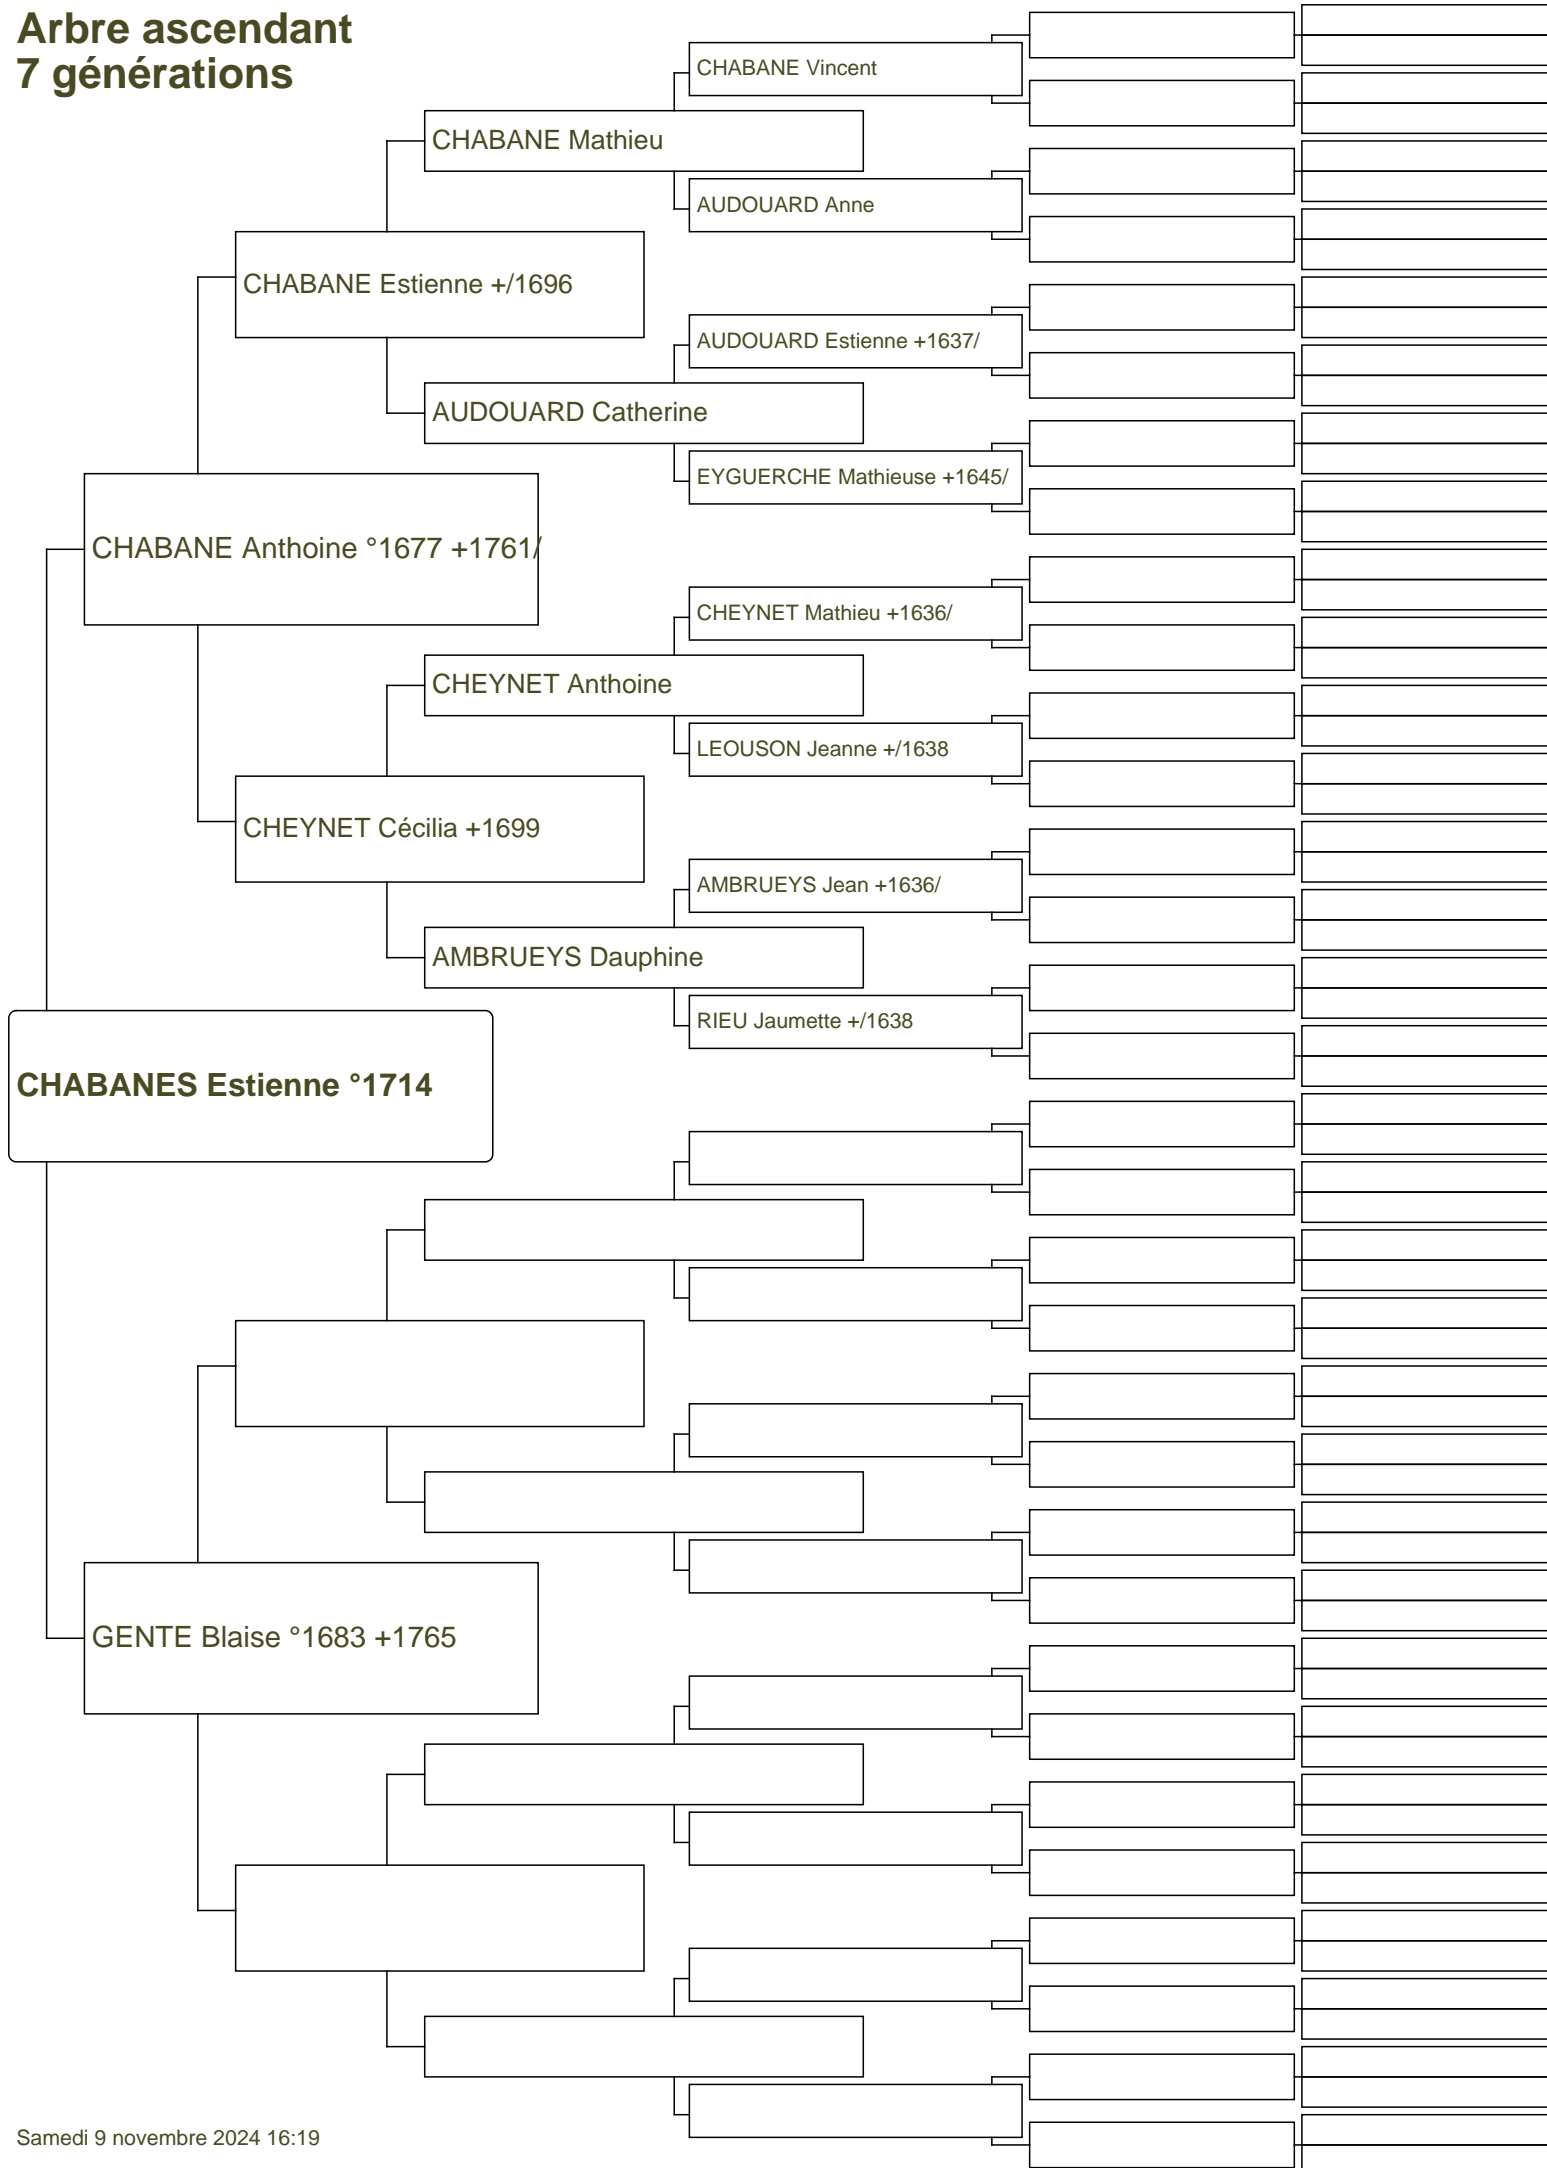 Arbre ascendant
7 générations
CHABANE Vincent
CHABANE Mathieu
AUDOUARD Anne
CHABANE Estienne +/1696
AUDOUARD Estienne +1637/
AUDOUARD Catherine
EYGUERCHE Mathieuse +1645/
CHABANE Anthoine °1677 +1761/
CHEYNET Mathieu +1636/
CHEYNET Anthoine
LEOUSON Jeanne +/1638
CHEYNET Cécilia +1699
AMBRUEYS Jean +1636/
AMBRUEYS Dauphine
RIEU Jaumette +/1638
CHABANES Estienne °1714
GENTE Blaise °1683 +1765
Samedi 9 novembre 2024 16:19